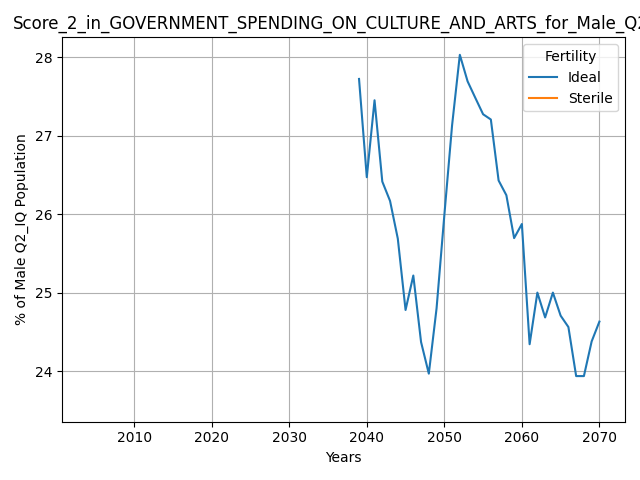 Score_2_in_GOVERNMENT_SPENDING_ON_CULTURE_AND_ARTS_for_Male_Q2
Fertility
Ideal
Sterile
28
27
26
25
24
% of Male Q2_IQ Population
2010 2020 2030 2040 2050 2060 2070
Years